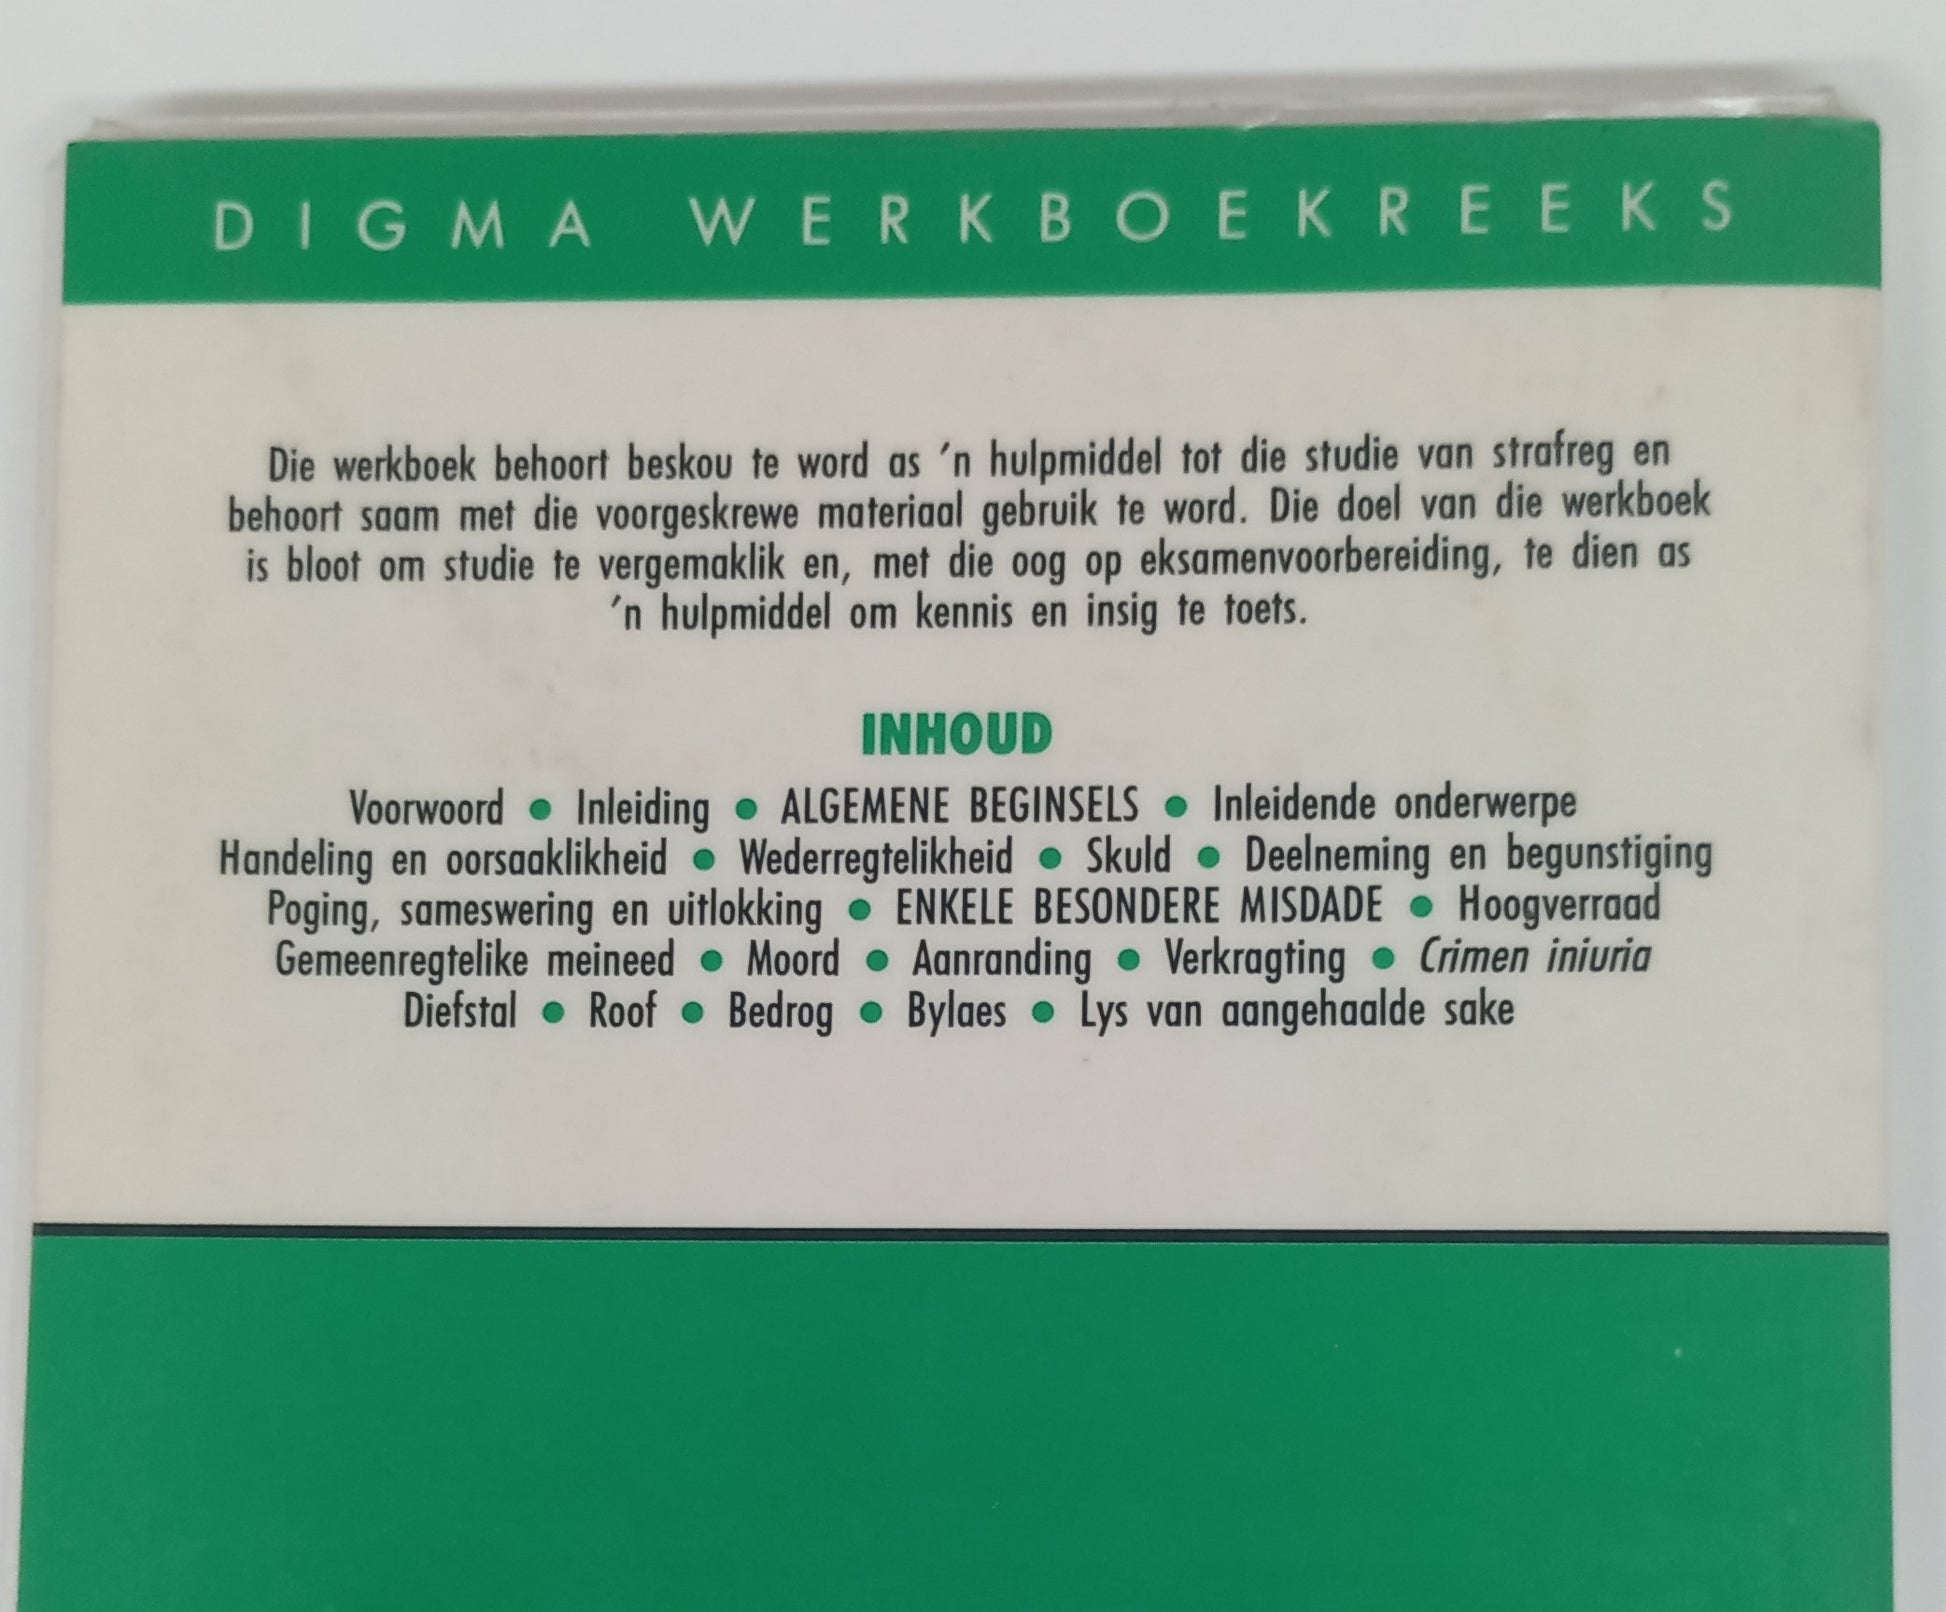 DIGMA WERKBOEKREEKS
Die werkboek behoort beskou te word as 'n hulpmiddel tot die studie van strafreg en
behoort saam met die voorgeskrewe materiaal gebruik te word. Die doel van die werkboek
is bloot om studie te vergemaklik en, met die oog op eksamenvoorbereiding, te dien as
'n hulpmiddel om kennis en insig te toets.
INHOUD
Voorwoord ● Inleiding ● ALGEMENE BEGINSELS ● Inleidende onderwerpe
Handeling en oorsaaklikheid ● Wederregtelikheid ● Skuld ● Deelneming en begunstiging
Poging, sameswering en uitlokking ● ENKELE BESONDERE MISDADE ● Hoogverraad
Gemeenregtelike meineed ● Moord ● Aanranding ● Verkragting ● Crimen iniuria
Diefstal ● Roof ● Bedrog ● Bylaes ● Lys van aangehaalde sake